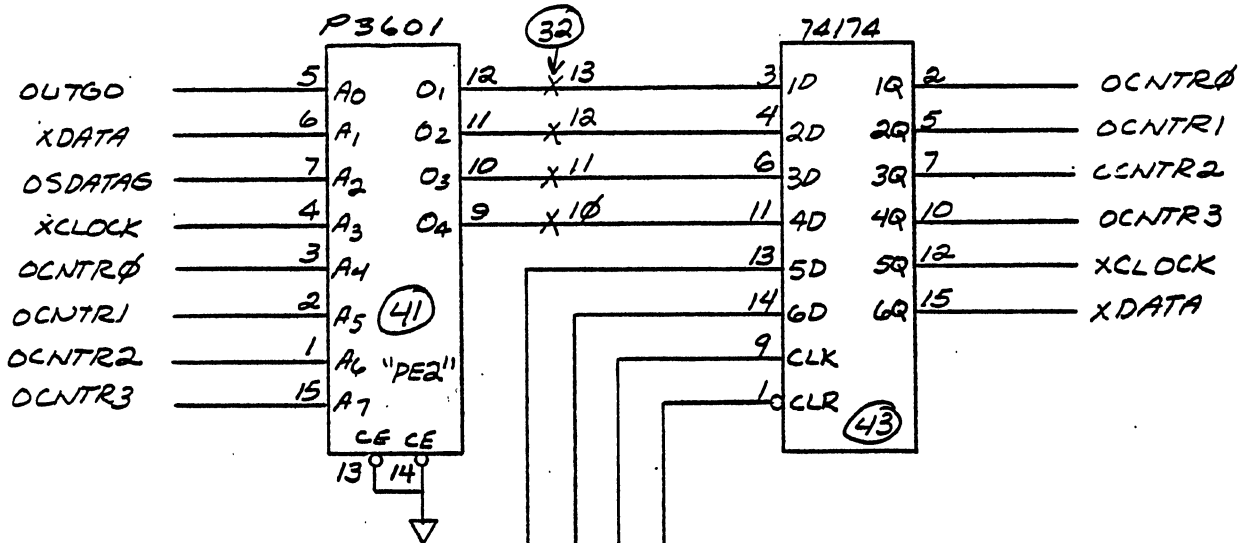 P3601
32
74174
OUTGO 5 A0 O1 12 X 13 3 1D 1Q 2 OCNTRØ
XDATA 6 A1 O2 11 X 12 4 2D 2Q 5 OCNTR1
OSDATAG 7 A2 O3 10 X 11 6 3D 3Q 7 OCNTR2
XCLOCK 4 A3 O4 9 X 1Ø 11 4D 4Q 10 OCNTR3
OCNTRØ 3 A4 13 5D 5Q 12 XCLOCK
OCNTR1 2 A5 41 14 6D 6Q 15 XDATA
OCNTR2 1 A6 "PE2" 9 CLK
OCNTR3 15 A7 1 CLR
CE CE 43
13 14